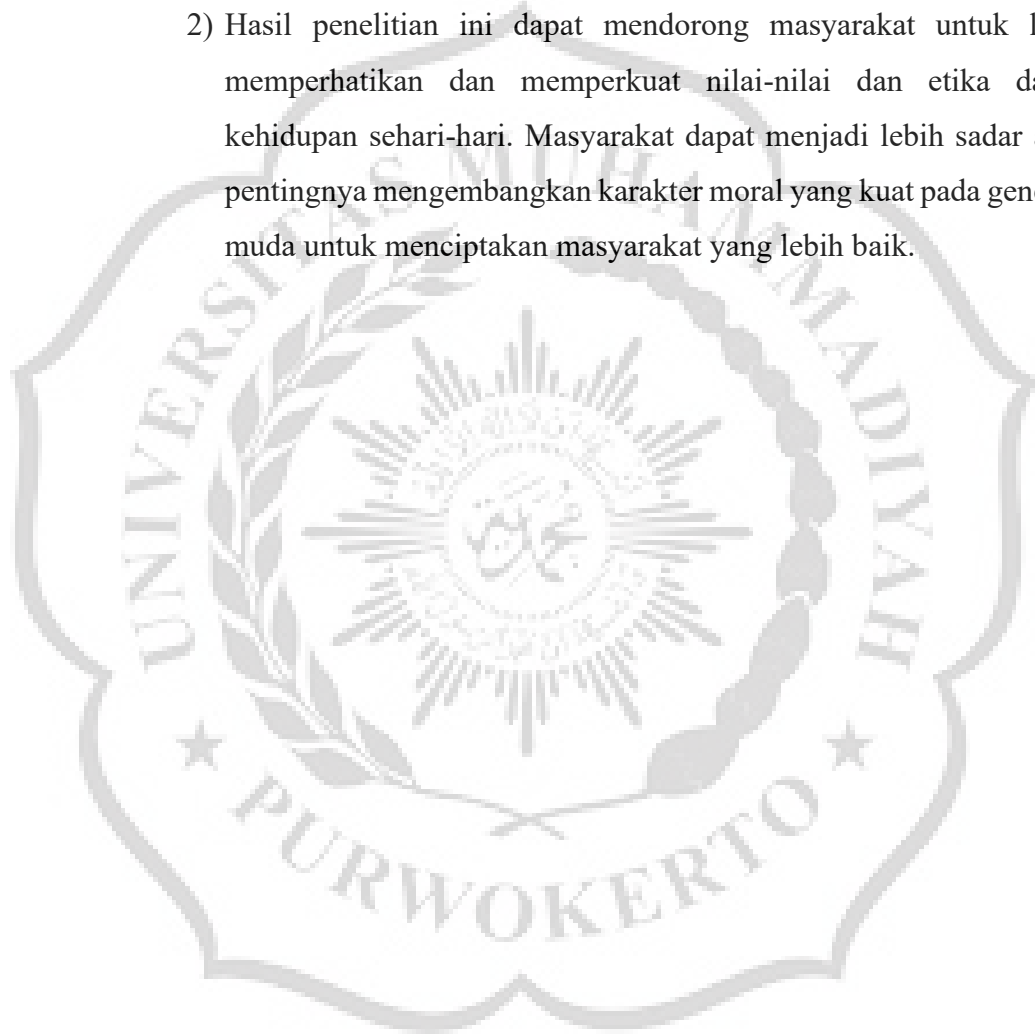 2) Hasil penelitian ini dapat mendorong masyarakat untuk
memperhatikan dan memperkuat nilai-nilai dan etika
kehidupan sehari-hari. Masyarakat dapat menjadi lebih sadar
pentingnya mengembangkan karakter moral yang kuat pada
muda untuk menciptakan masyarakat yang lebih baik.
UNIVERSITAS MUHAMMADIYAH
PURWOKERTO